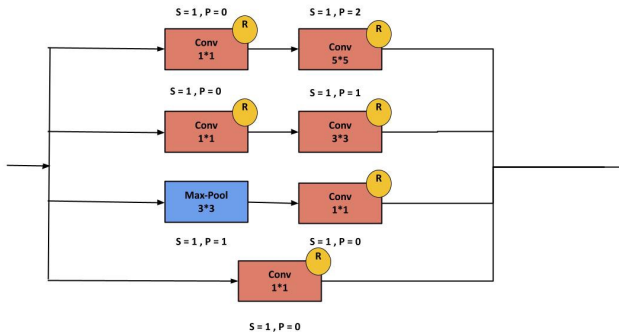 S = 1 , P = 0
S = 1 , P = 2
R
R
Conv
1*1
Conv
5*5
S = 1 , P = 0
S = 1 , P = 1
R
R
Conv
1*1
Conv
3*3
R
Max-Pool
3*3
Conv
1*1
S = 1 , P = 1
S = 1 , P = 0
R
Conv
1*1
S = 1 , P = 0